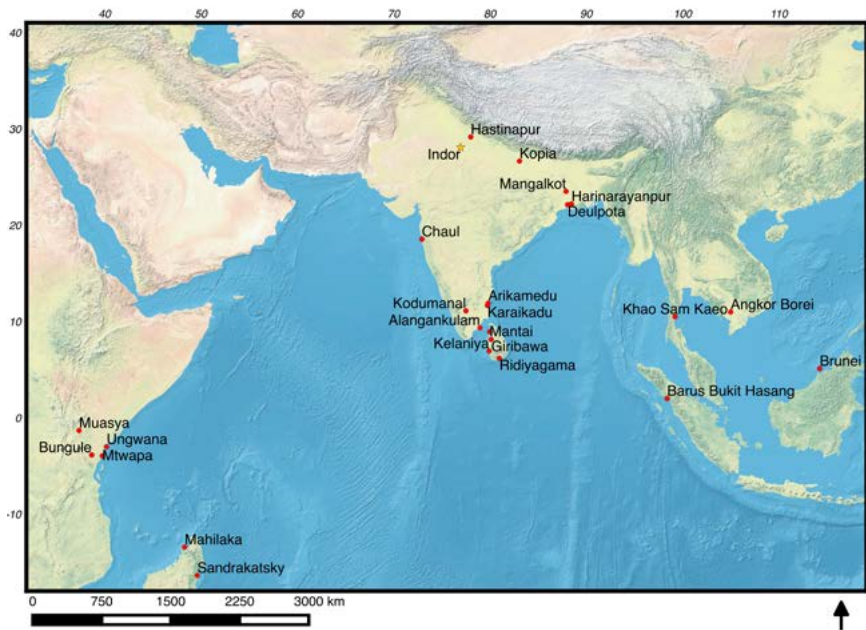 40 50 60 70 80 90 100 110
40
30
20
10
0
-10
Hastinapur
Indor
Kopia
Mangalkot
Harinarayanpur
Deulpota
Chaul
Arikamedu
Kodumanal
Karaikadu
Alangankulam
Mantai
Kelaniya
Giribawa
Ridiyagama
Khao Sam Kaeo
Angkor Borei
Brunei
Barus Bukit Hasang
Muasya
Ungwana
Bungule
Mtwapa
Mahilaka
Sandrakatsky
0 750 1500 2250 3000 km